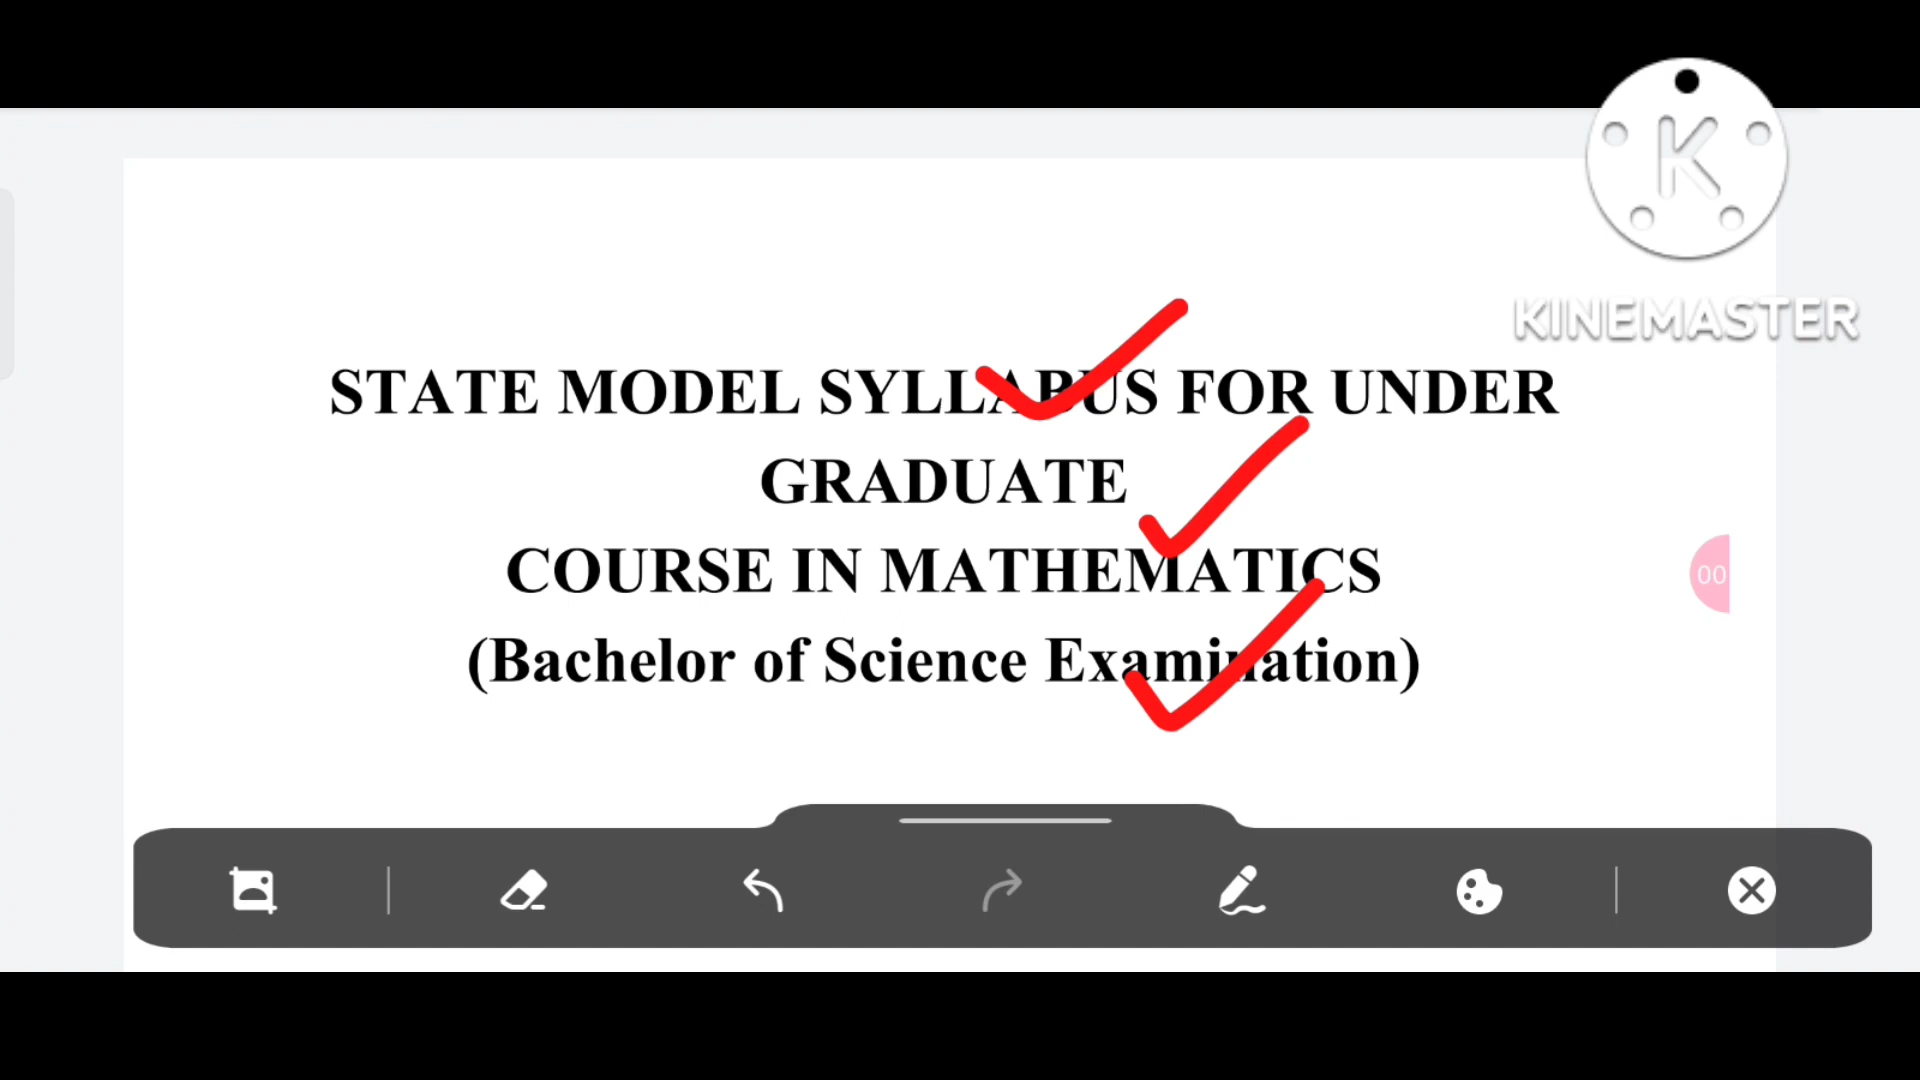 K
KINEMASTER
STATE MODEL SYLLABUS FOR UNDER
GRADUATE
COURSE IN MATHEMATICS
00
(Bachelor of Science Examination)